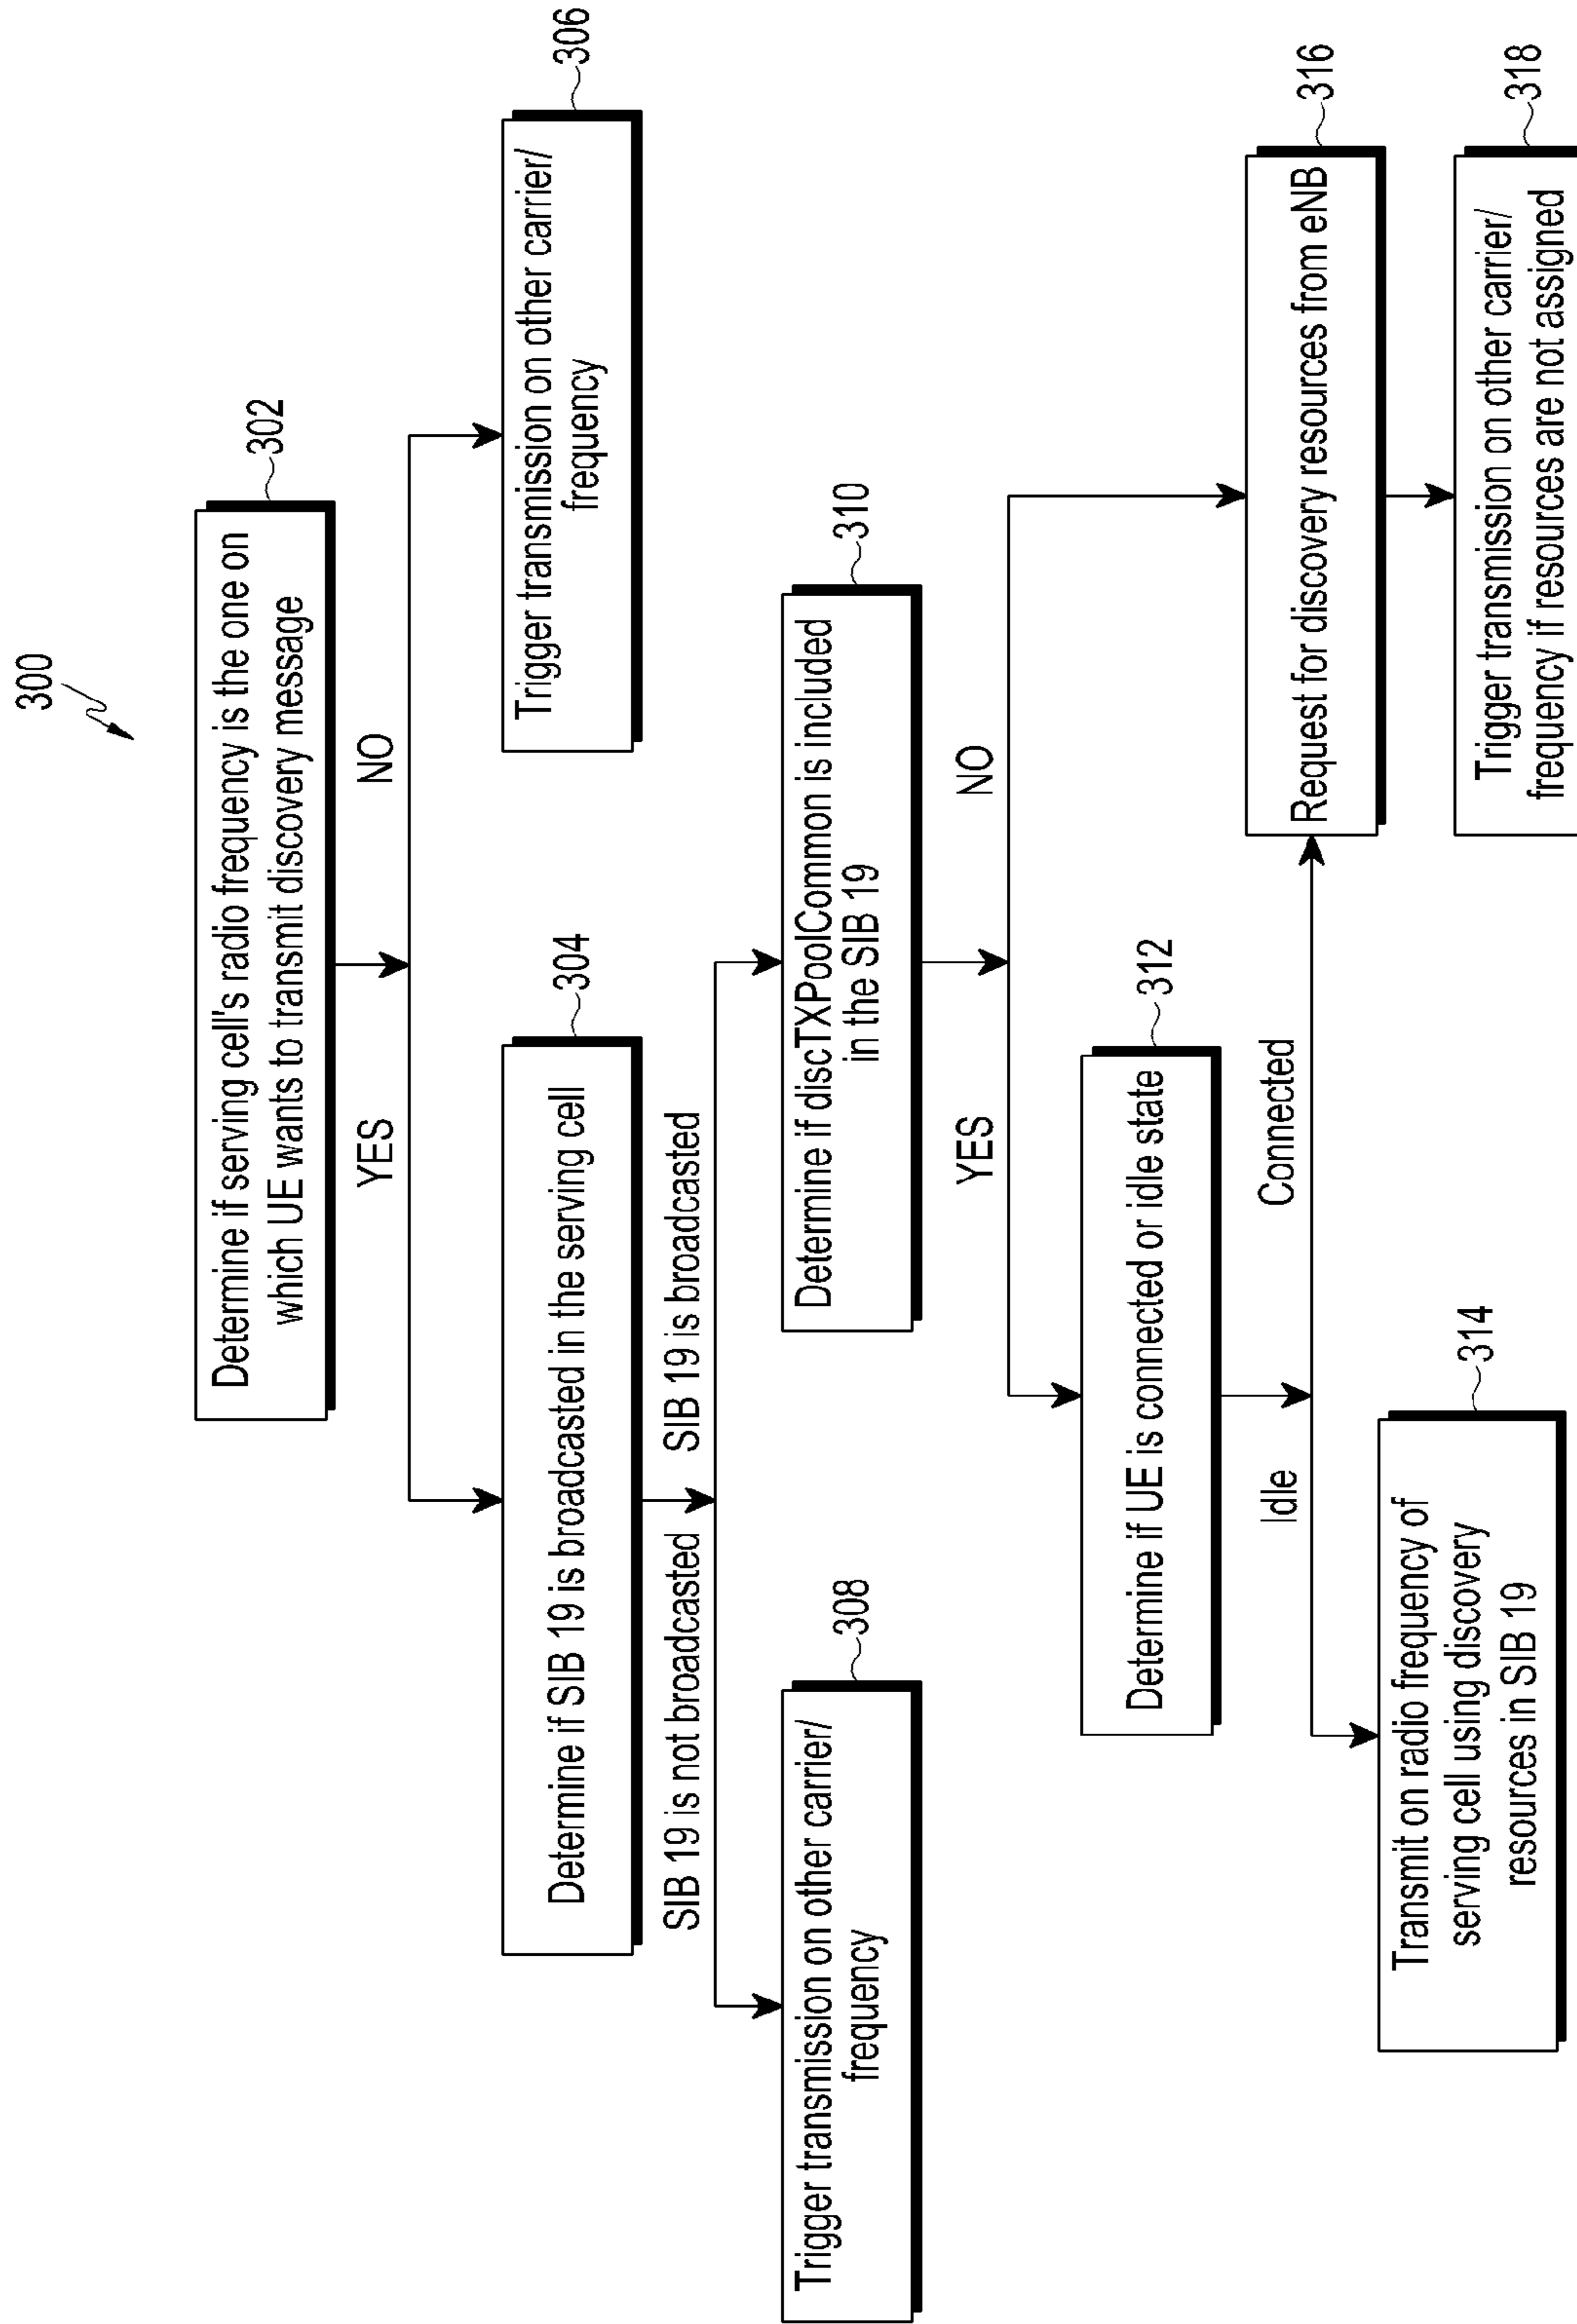 300
Determine if serving cell's radio frequency is the one on
which UE wants to transmit discovery message
302
YES
NO
Determine if SIB 19 is broadcasted in the serving cell
304
Trigger transmission on other carrier/
frequency
306
SIB 19 is not broadcasted
SIB 19 is broadcasted
Trigger transmission on other carrier/
frequency
308
Determine if discTXPoolCommon is included
in the SIB 19
310
YES
NO
Determine if UE is connected or idle state
312
Idle
Connected
Request for discovery resources from eNB
316
Transmit on radio frequency of
serving cell using discovery
resources in SIB 19
314
Trigger transmission on other carrier/
frequency if resources are not assigned
318